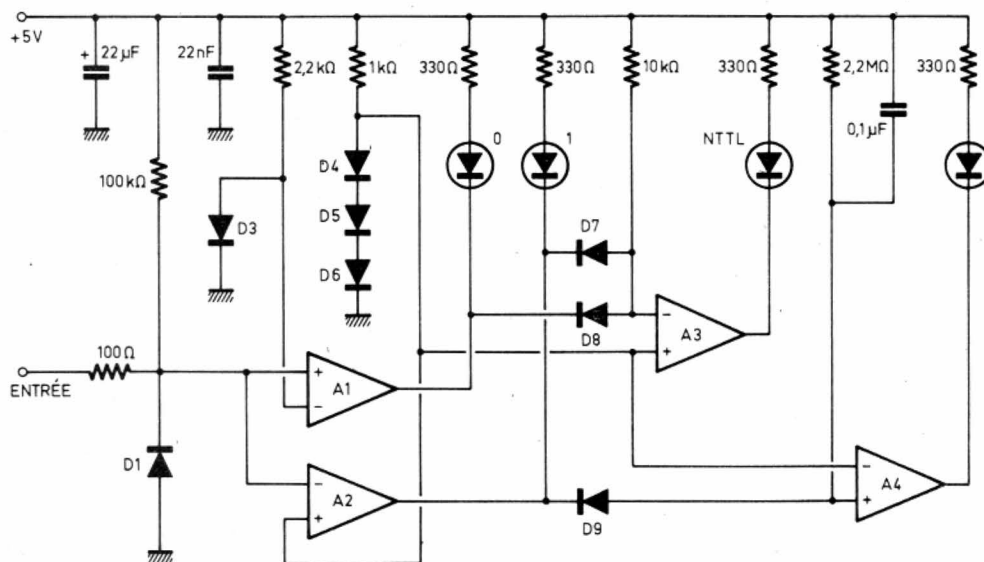 +5V
+ 22µF
22nF
2,2kΩ
1kΩ
330Ω
330Ω
10kΩ
330Ω
2,2MΩ
330Ω
0,1µF
0
1
NTTL
100kΩ
D3
D4
D5
D6
D7
D8
- A3
+
100Ω
ENTRÉE
+ A1
-
D1
- A2
+
D9
- A4
+